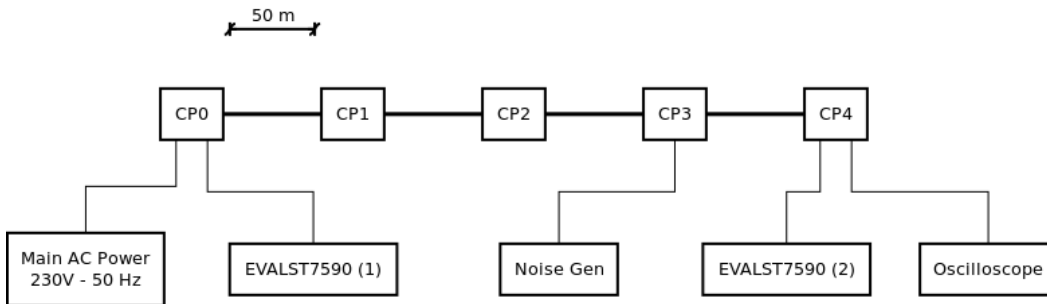 50 m
CP0
CP1
CP2
CP3
CP4
Main AC Power
230V - 50 Hz
EVALST7590 (1)
Noise Gen
EVALST7590 (2)
Oscilloscope